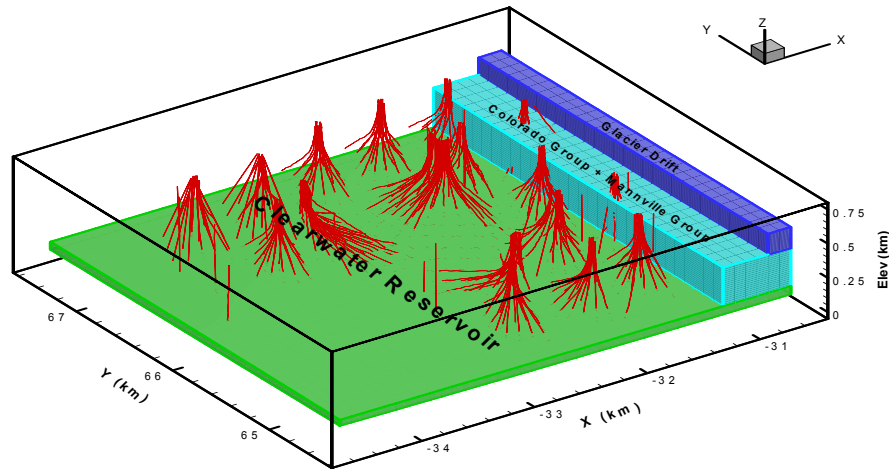 Z
Y
X
Glacier Drift
Colorado Group + Mannville Group
Clearwater Reservoir
0.75
0.5
0.25
0
Elev (km)
67
66
65
Y (km)
-31
-32
-33
-34
X (km)